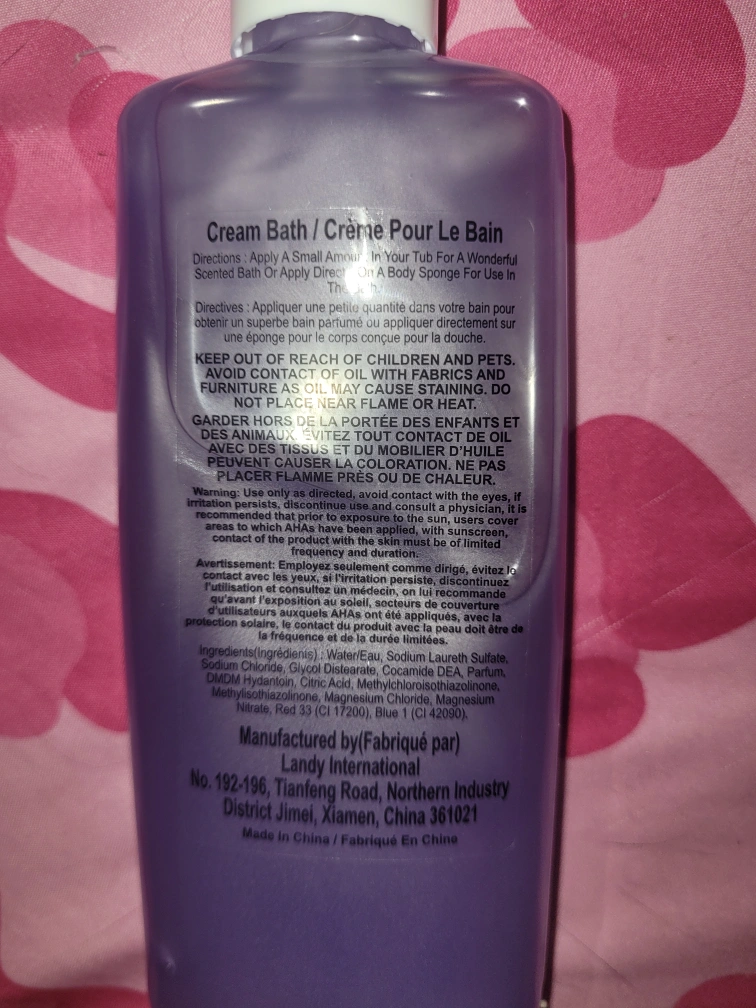 Cream Bath / Crème Pour Le Bain
Directions : Apply A Small In Your Tub For A Wonderful
Scented Bath Or Apply On A Body Sponge For Use In
Directives : Appliquer une petite quantité dans votre bain pour
obtenir un superbe bain parfumé ou appliquer directement sur
une éponge pour le corps conçue pour la douche.
KEEP OUT OF REACH OF CHILDREN AND PETS.
AVOID CONTACT OF OIL WITH FABRICS AND
FURNITURE AS OIL MAY CAUSE STAINING. DO
NOT PLACE NEAR FLAME OR HEAT.
GARDER HORS DE LA PORTÉE DES ENFANTS ET
DES ANIMAUX. ÉVITEZ TOUT CONTACT DE OIL
AVEC DES TISSUS ET DU MOBILIER D'HUILE
PEUVENT CAUSER LA COLORATION. NE PAS
PLACER FLAMME PRÈS OU DE CHALEUR.
Warning: Use only as directed, avoid contact with the eyes, if
irritation persists, discontinue use and consult a physician, it is
recommended that prior to exposure to the sun, users cover
areas to which AHAs have been applied, with sunscreen,
contact of the product with the skin must be of limited
frequency and duration.
Avertissement: Employez seulement comme dirigé, évitez le
contact avec les yeux, si l'irritation persiste, discontinuez
l'utilisation et consultez un médecin, on lui recommande
qu'avant l'exposition au soleil, secteurs de couverture
d'utilisateurs auxquels AHAs ont été appliqués, avec la
protection solaire, le contact du produit avec la peau doit être de
la fréquence et de la durée limitées.
Ingredients(Ingrédients) : Water/Eau, Sodium Laureth Sulfate,
Sodium Chloride, Glycol Distearate, Cocamide DEA, Parfum,
DMDM Hydantoin, Citric Acid, Methylchloroisothiazolinone,
Methylisothiazolinone, Magnesium Chloride, Magnesium
Nitrate, Red 33 (CI 17200), Blue 1 (CI 42090).
Manufactured by(Fabriqué par)
Landy International
No. 192-196, Tianfeng Road, Northern Industry
District Jimei, Xiamen, China 361021
Made In China / Fabriqué En Chine